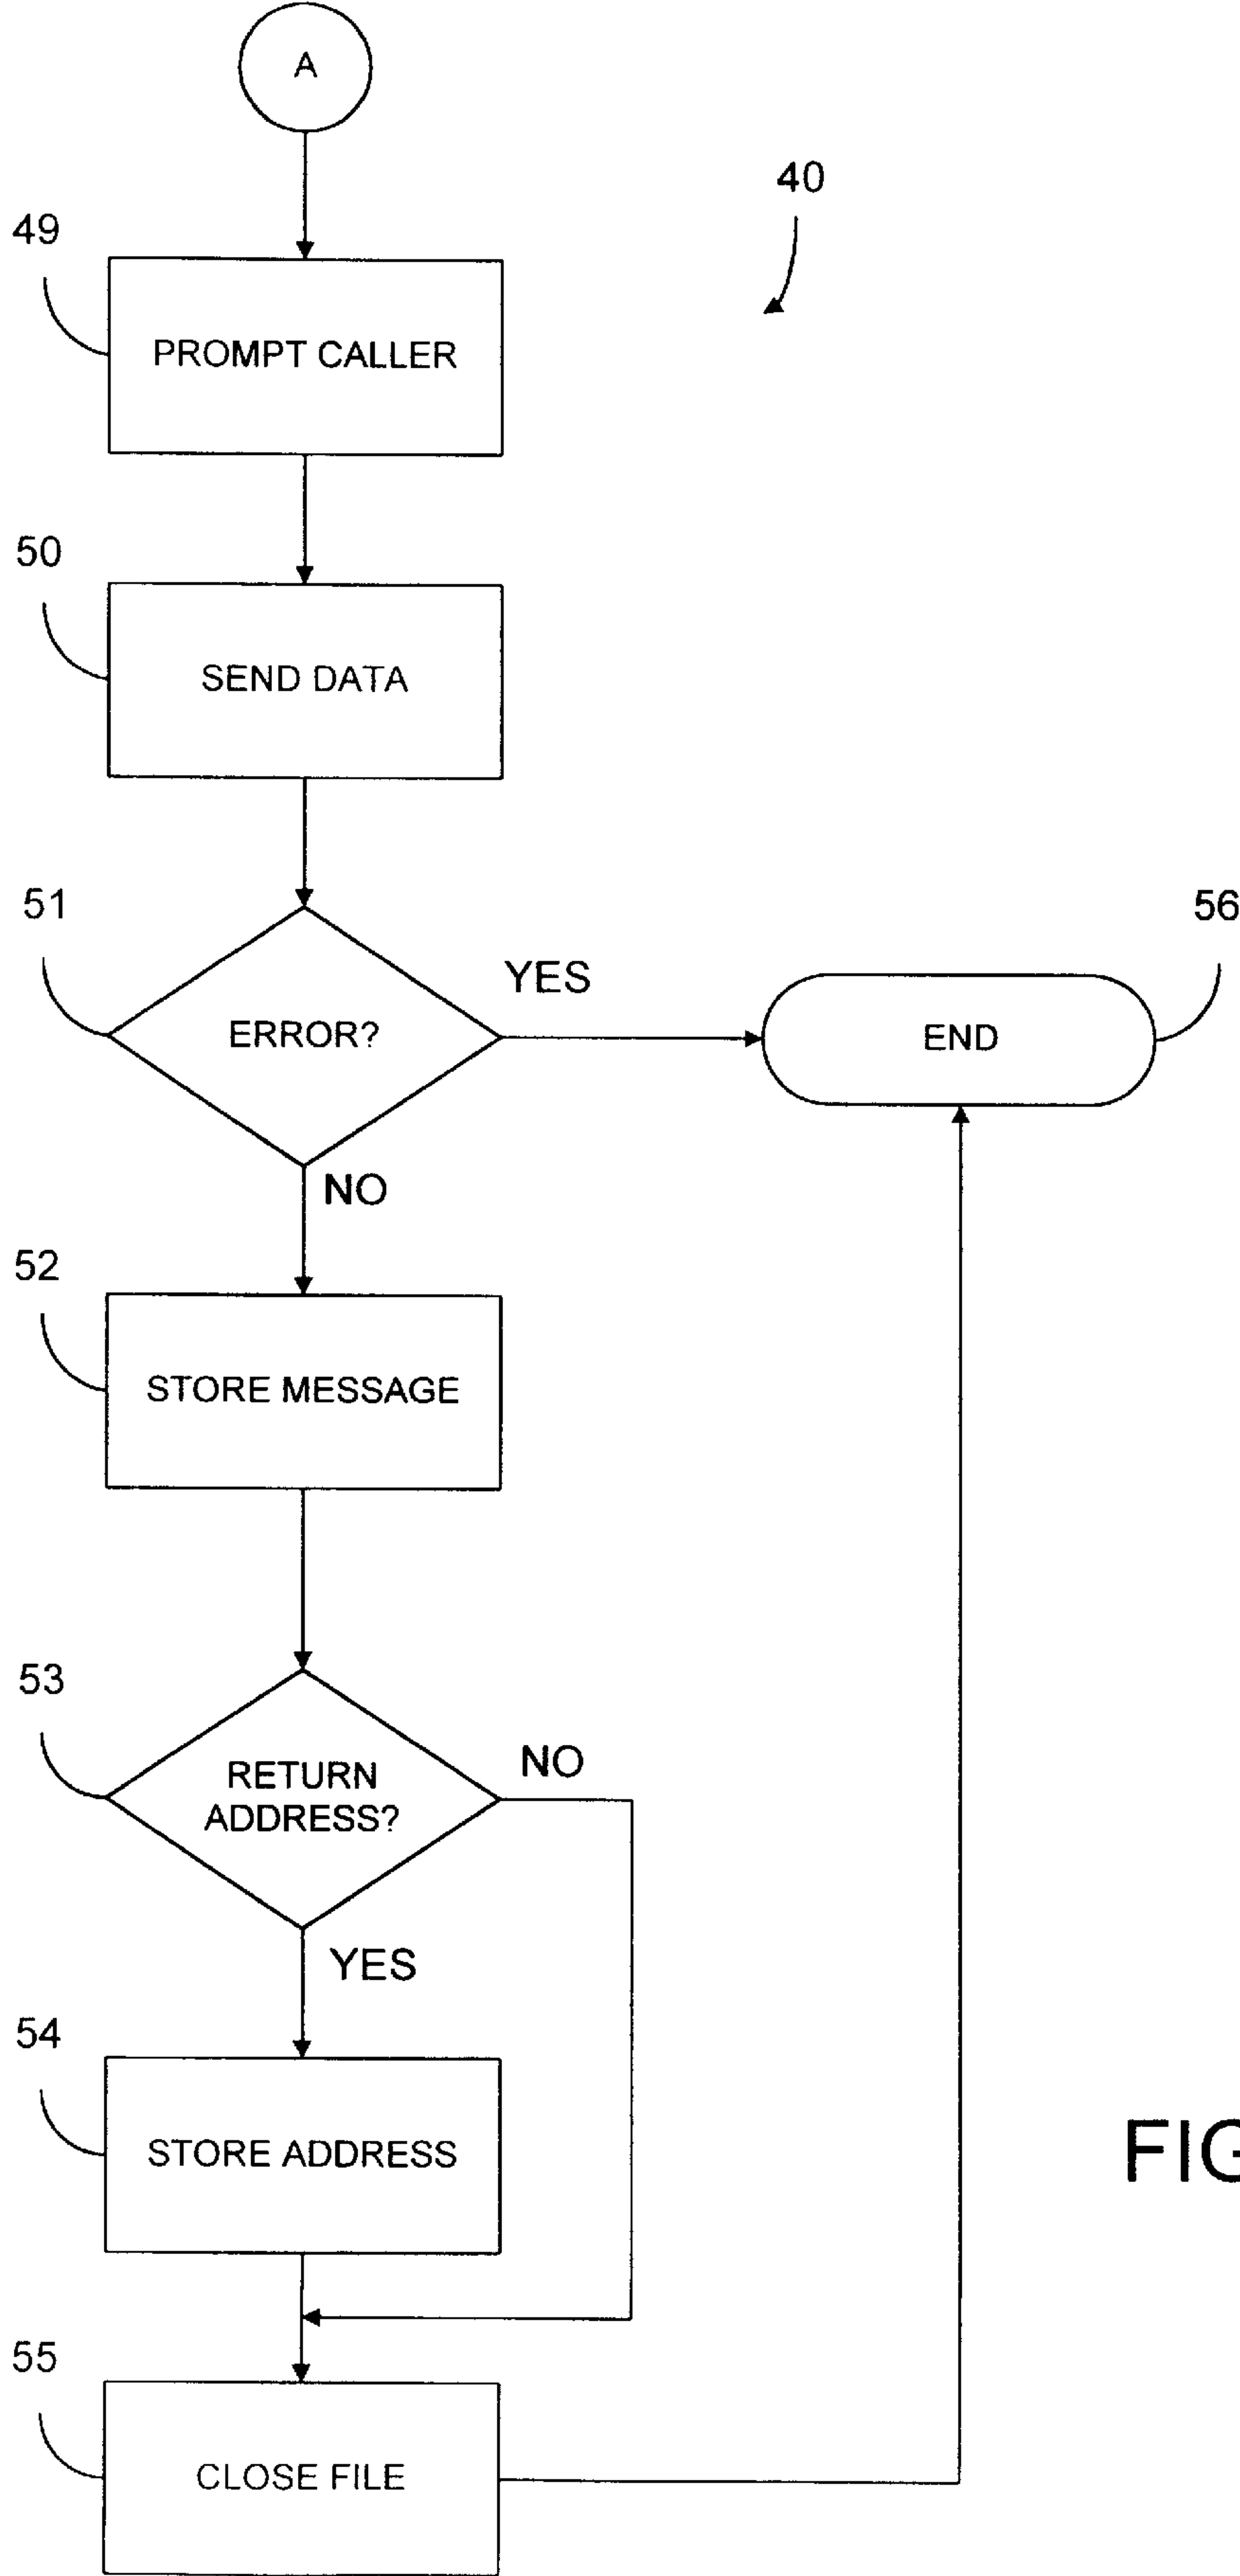 A
40
49
PROMPT CALLER
50
SEND DATA
51
ERROR?
YES
END
56
NO
52
STORE MESSAGE
53
RETURN
ADDRESS?
NO
YES
54
STORE ADDRESS
55
CLOSE FILE